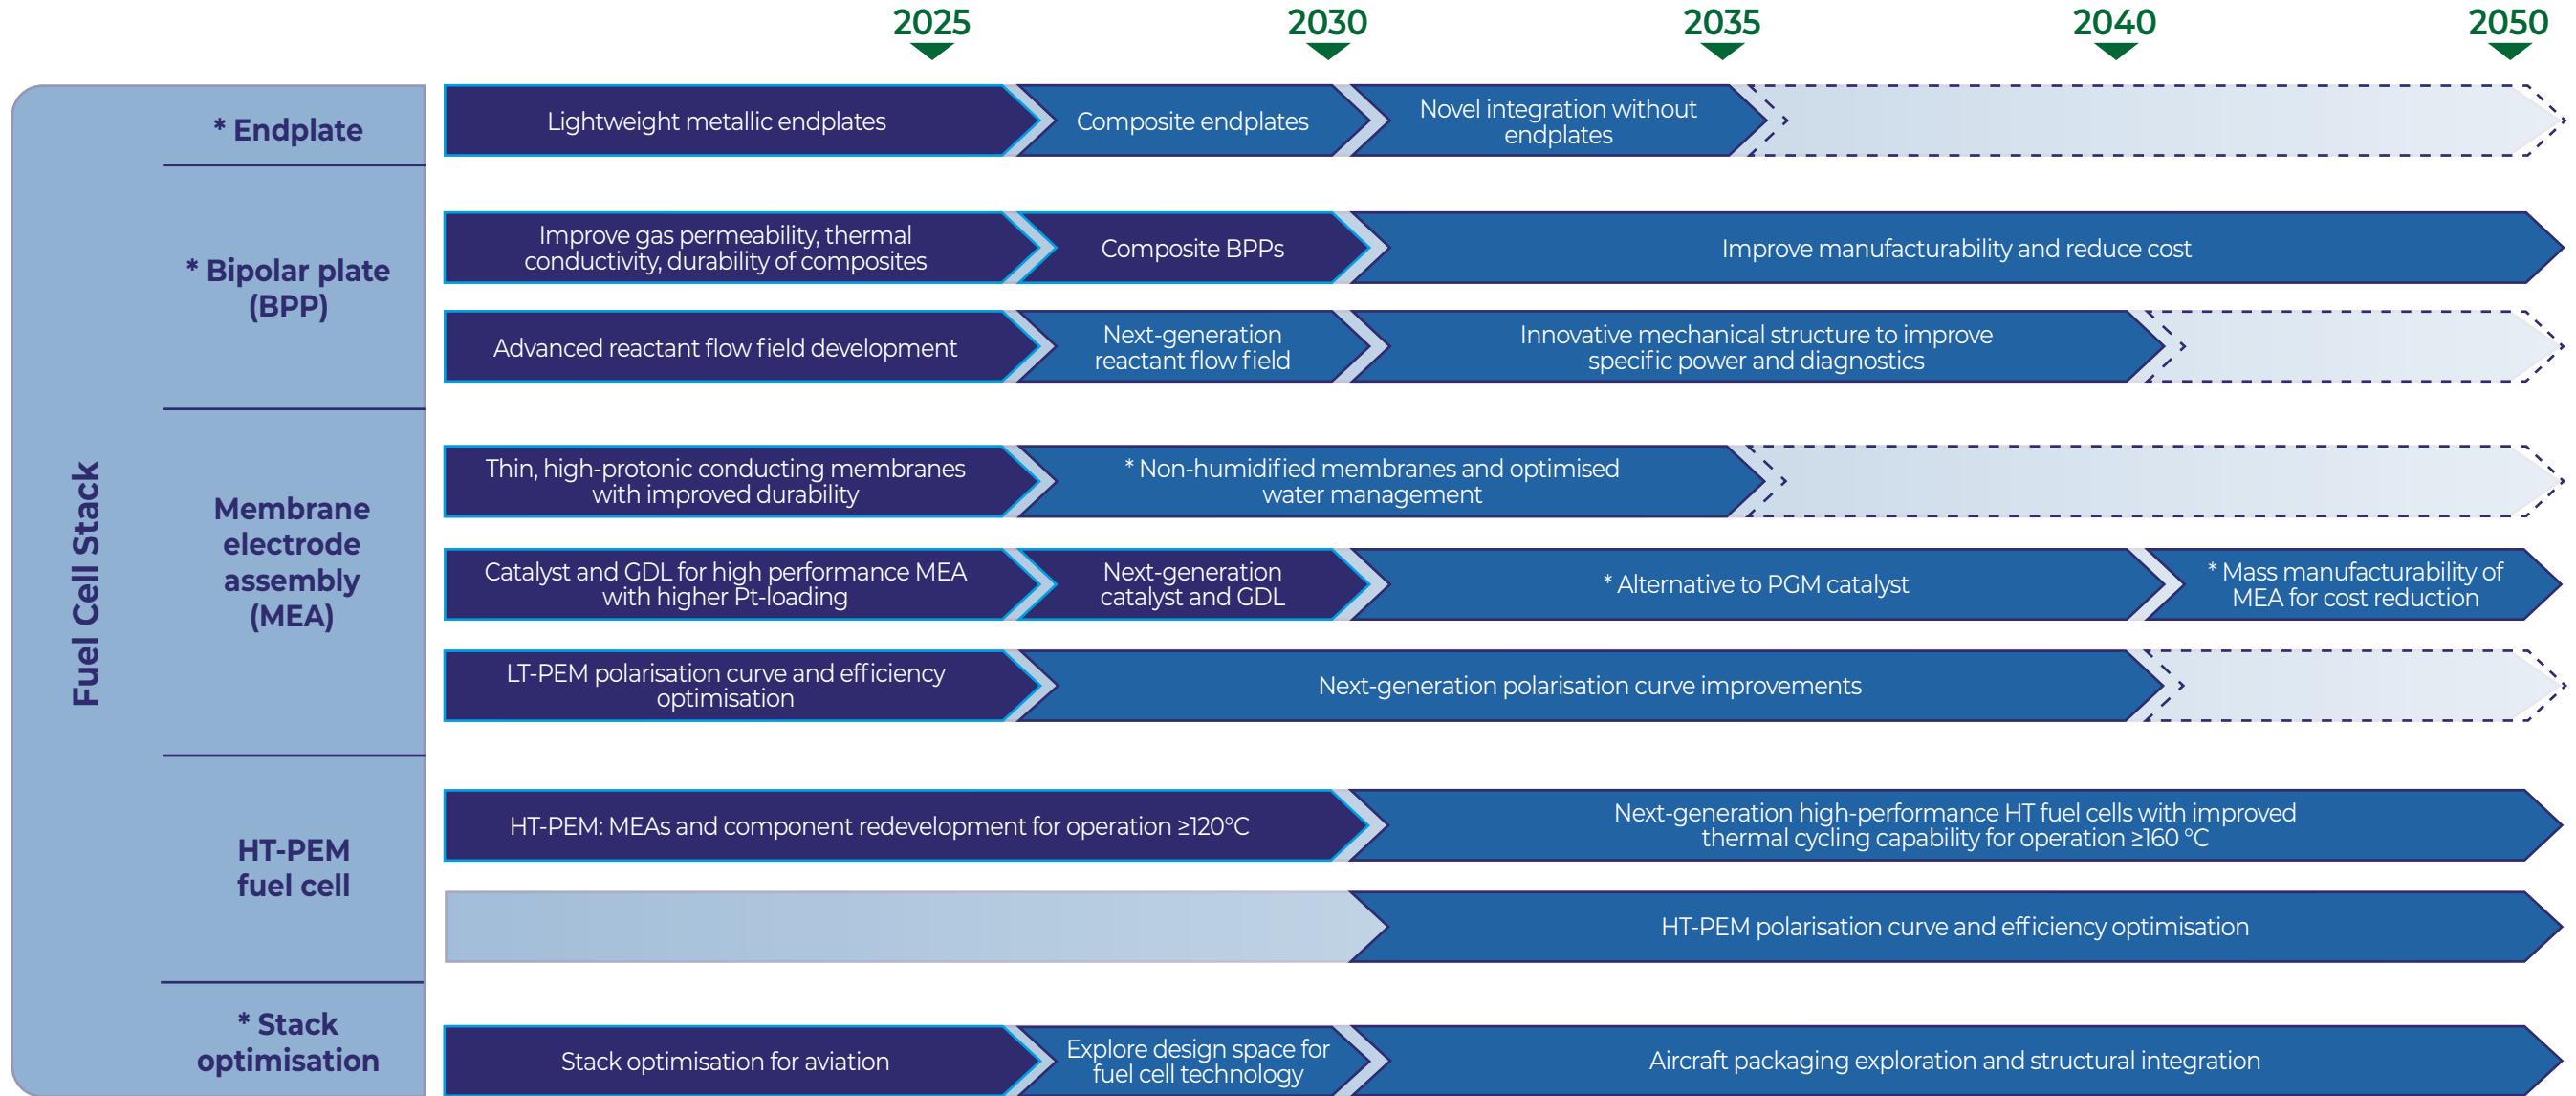 2025
2030
2035
2040
2050
Fuel Cell Stack
* Endplate
Lightweight metallic endplates
Composite endplates
Novel integration without
endplates
* Bipolar plate
(BPP)
Improve gas permeability, thermal
conductivity, durability of composites
Composite BPPs
Improve manufacturability and reduce cost
Advanced reactant flow field development
Next-generation
reactant flow field
Innovative mechanical structure to improve
specific power and diagnostics
Membrane
electrode
assembly
(MEA)
Thin, high-protonic conducting membranes
with improved durability
* Non-humidified membranes and optimised
water management
Catalyst and GDL for high performance MEA
with higher Pt-loading
Next-generation
catalyst and GDL
* Alternative to PGM catalyst
* Mass manufacturability of
MEA for cost reduction
LT-PEM polarisation curve and efficiency
optimisation
Next-generation polarisation curve improvements
HT-PEM
fuel cell
HT-PEM: MEAs and component redevelopment for operation ≥120°C
Next-generation high-performance HT fuel cells with improved
thermal cycling capability for operation ≥160 °C
HT-PEM polarisation curve and efficiency optimisation
* Stack
optimisation
Stack optimisation for aviation
Explore design space for
fuel cell technology
Aircraft packaging exploration and structural integration